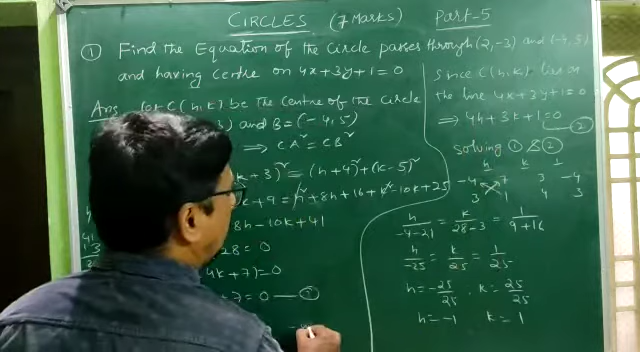 CIRCLES (7 Marks) Part-5
① Find the Equation of the Circle passes through (2,-3) and (-4,5)
and having centre on 4x+3y+1=0
Ans let C(h,k) be the Centre of the Circle
3) and B=(-4,5)
⇒ CA²=CB²
k+3)²=(h+4)²+(k-5)²
k+9=h²+8h+16+k²-10k+25
8h-10k+41
28=0
4k+7)=0
-7=0 —①
since C(h,k) lies on
the line 4x+3y+1=0
⇒ 4h+3k+1=0 —②
solving ① & ②
h k 1
-4 7 3 -4
3 1 4 3
h/-4-21 = k/28-3 = 1/9+16
h/-25 = k/25 = 1/25
h=-25/25 , k=25/25
h=-1 k=1